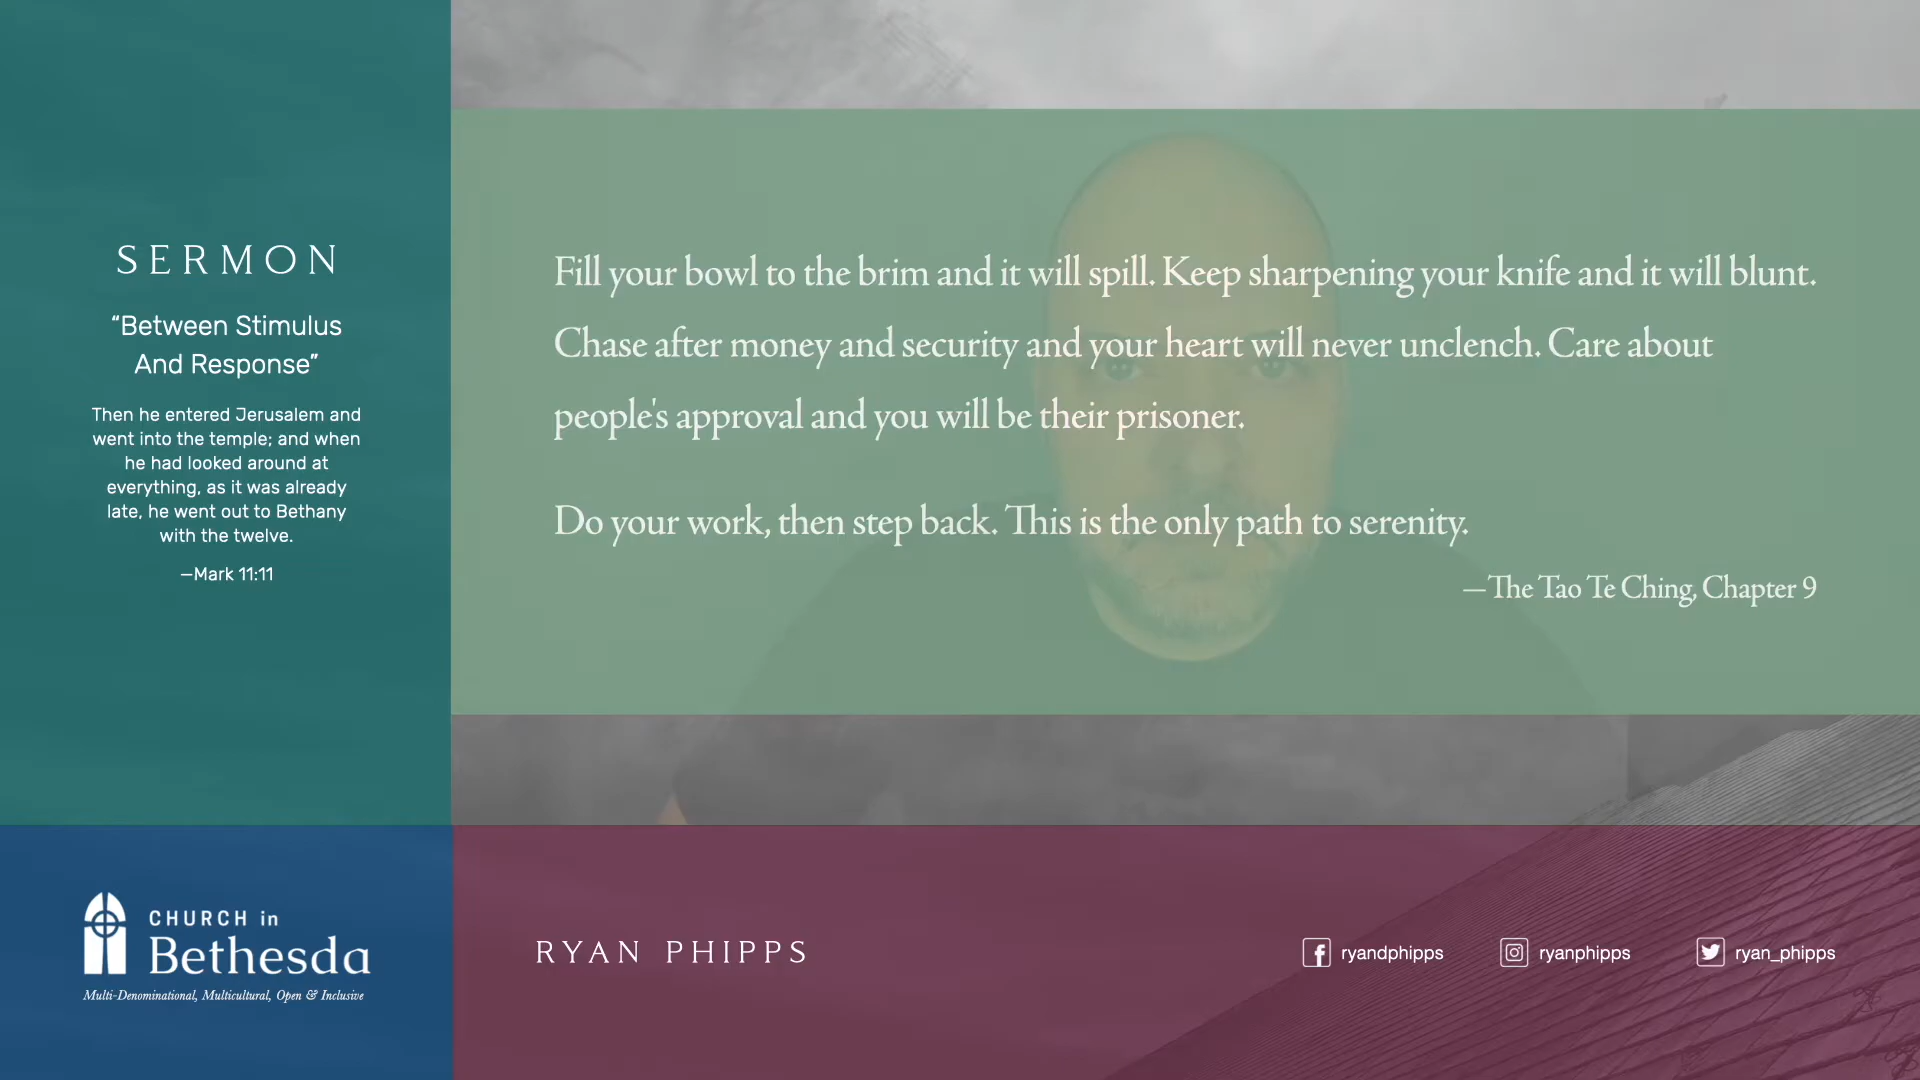 SERMON
“Between Stimulus
And Response”
Then he entered Jerusalem and
went into the temple; and when
he had looked around at
everything, as it was already
late, he went out to Bethany
with the twelve.
—Mark 11:11
Fill your bowl to the brim and it will spill. Keep sharpening your knife and it will blunt.
Chase after money and security and your heart will never unclench. Care about
people's approval and you will be their prisoner.
Do your work, then step back. This is the only path to serenity.
—The Tao Te Ching, Chapter 9
CHURCH in
Bethesda
Multi-Denominational, Multicultural, Open & Inclusive
RYAN PHIPPS
ryandphipps
ryanphipps
ryan_phipps